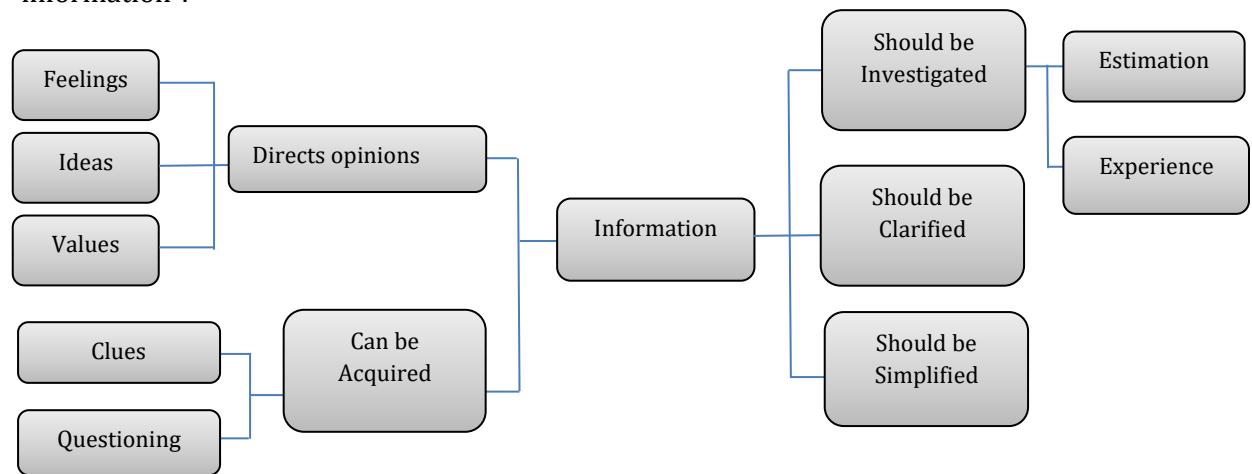 information".
Feelings
Ideas
Values
Directs opinions
Clues
Questioning
Can be
Acquired
Information
Should be
Investigated
Should be
Clarified
Should be
Simplified
Estimation
Experience